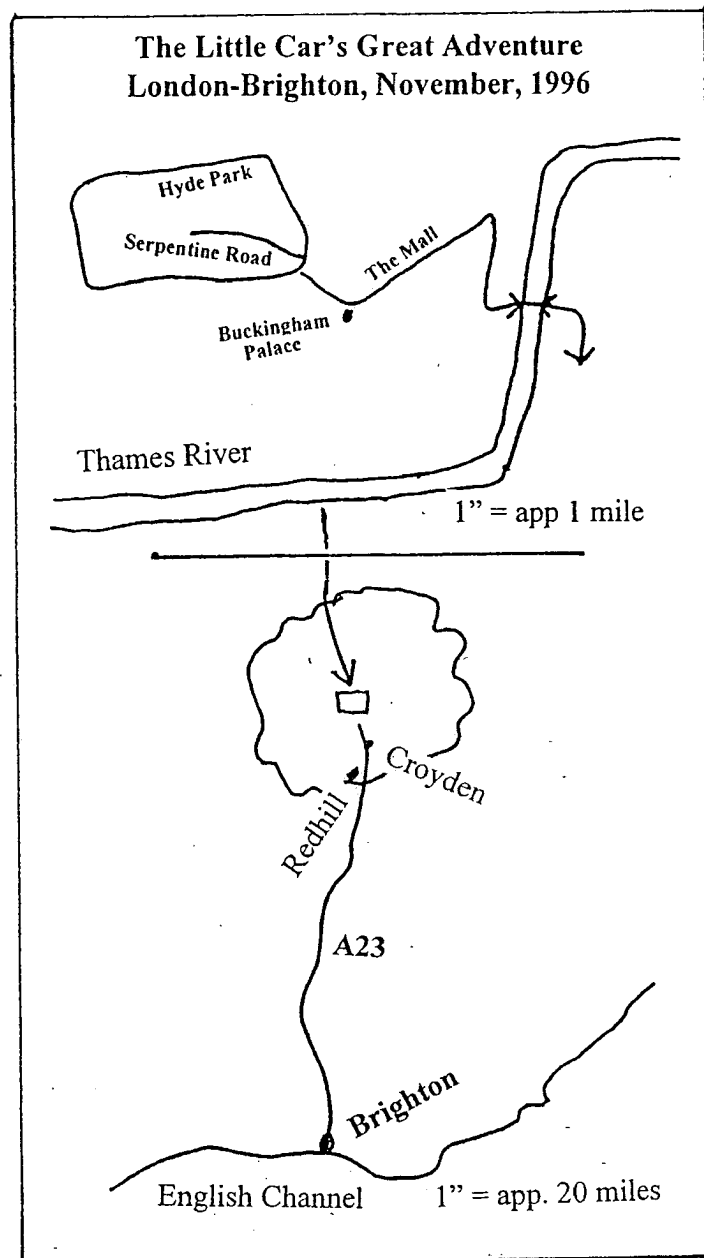 The Little Car's Great Adventure
London-Brighton, November, 1996
Hyde Park
Serpentine Road
The Mall
Buckingham
Palace
Thames River
1" = app 1 mile
Croyden
Redhill
A23
Brighton
English Channel
1" = app. 20 miles